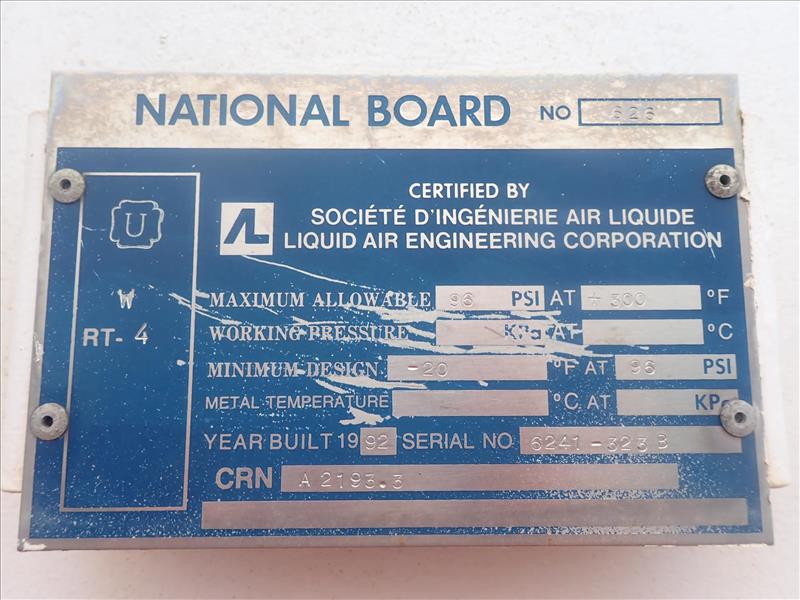 NATIONAL BOARD NO 626
U
W
RT- 4
AL
CERTIFIED BY
SOCIÉTÉ D'INGÉNIERIE AIR LIQUIDE
LIQUID AIR ENGINEERING CORPORATION
MAXIMUM ALLOWABLE 96 PSI AT + 300 °F
WORKING PRESSURE KPa AT °C
MINIMUM DESIGN -20 °F AT 96 PSI
METAL TEMPERATURE °C AT KPa
YEAR BUILT 1992 SERIAL NO 6241-323 B
CRN A 2193.3